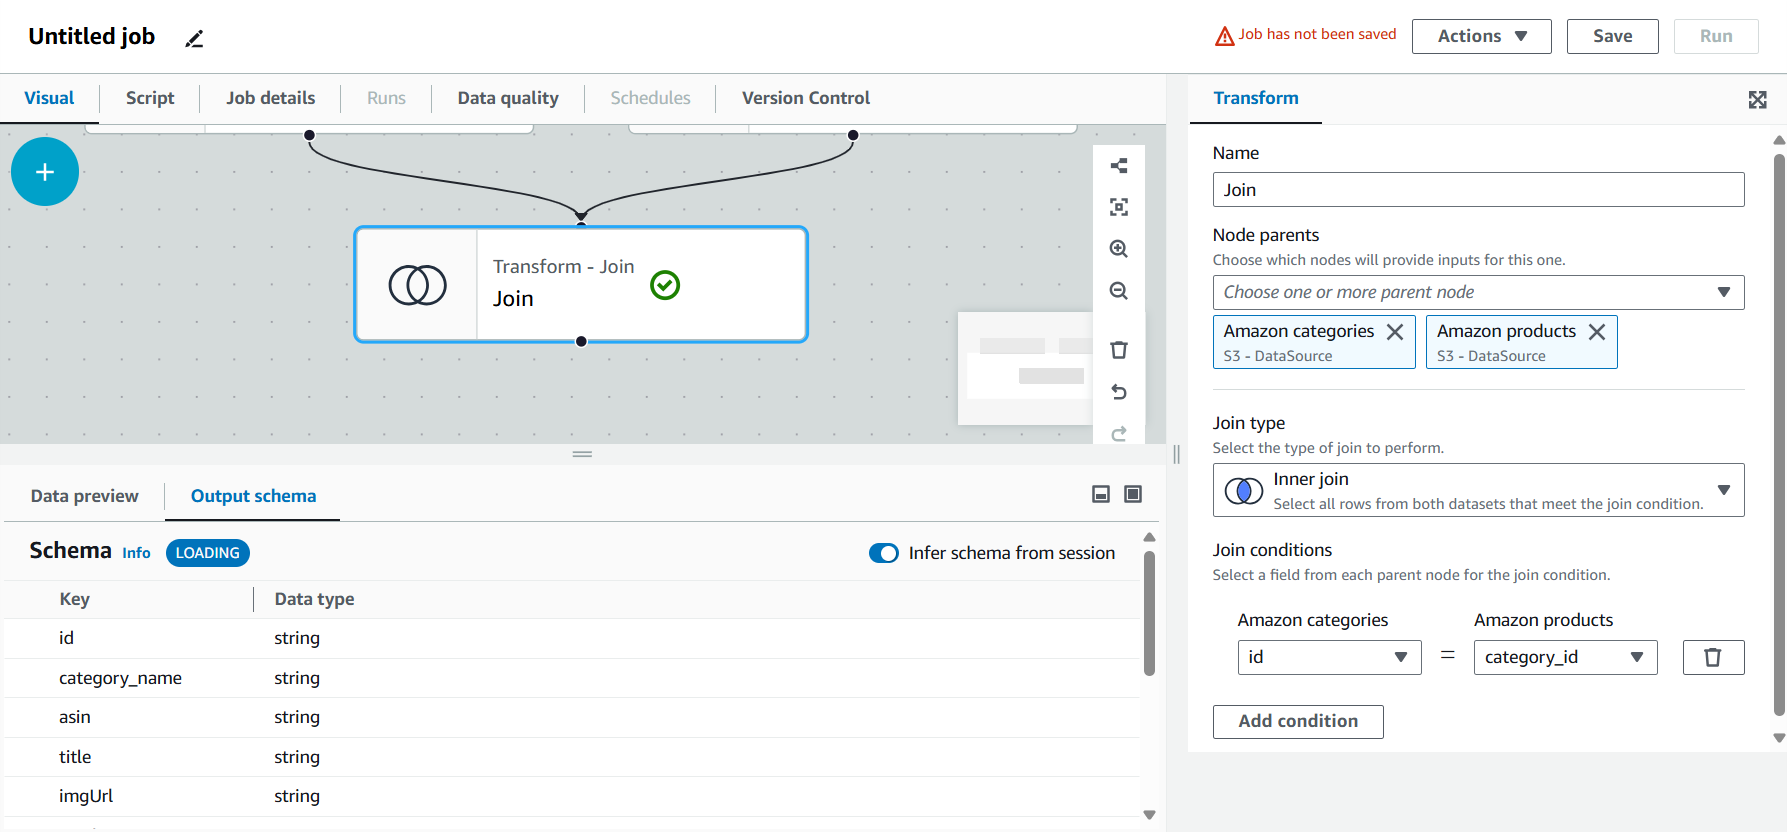 Untitled job
Job has not been saved
Actions
Save
Run
Visual
Script
Job details
Runs
Data quality
Schedules
Version Control
Transform - Join
Join
Data preview
Output schema
Schema Info LOADING
Infer schema from session
Key Data type
id string
category_name string
asin string
title string
imgUrl string
Transform
Name
Join
Node parents
Choose which nodes will provide inputs for this one.
Choose one or more parent node
Amazon categories
S3 - DataSource
Amazon products
S3 - DataSource
Join type
Select the type of join to perform.
Inner join
Select all rows from both datasets that meet the join condition.
Join conditions
Select a field from each parent node for the join condition.
Amazon categories Amazon products
id = category_id
Add condition